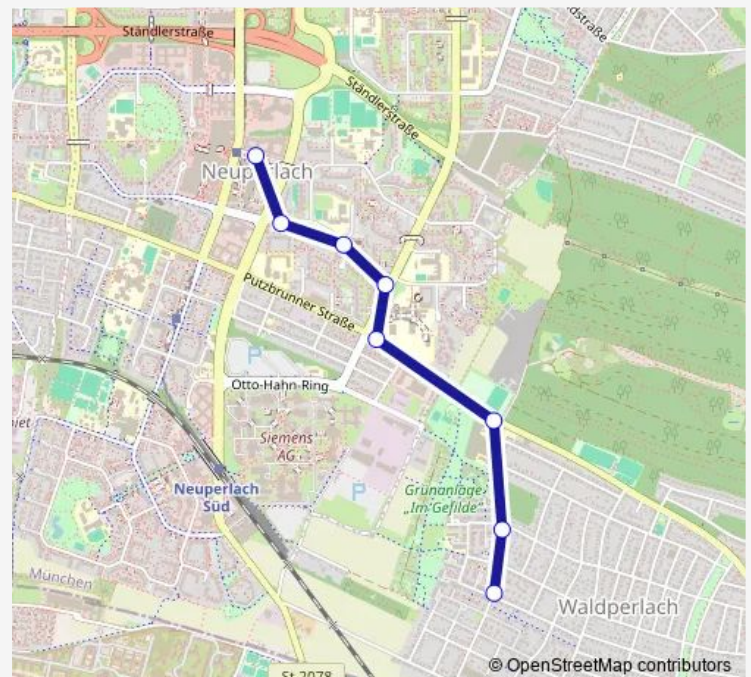 Ständlerstraße
Ständlerstraße
Neuperlach
Putzbrunner Straße
P
Otto-Hahn-Ring
Siemens
AG
P
Neuperlach
Süd
Grünanlage
„Im Gefilde“
München
Waldperlach
St 2078
© OpenStreetMap contributors